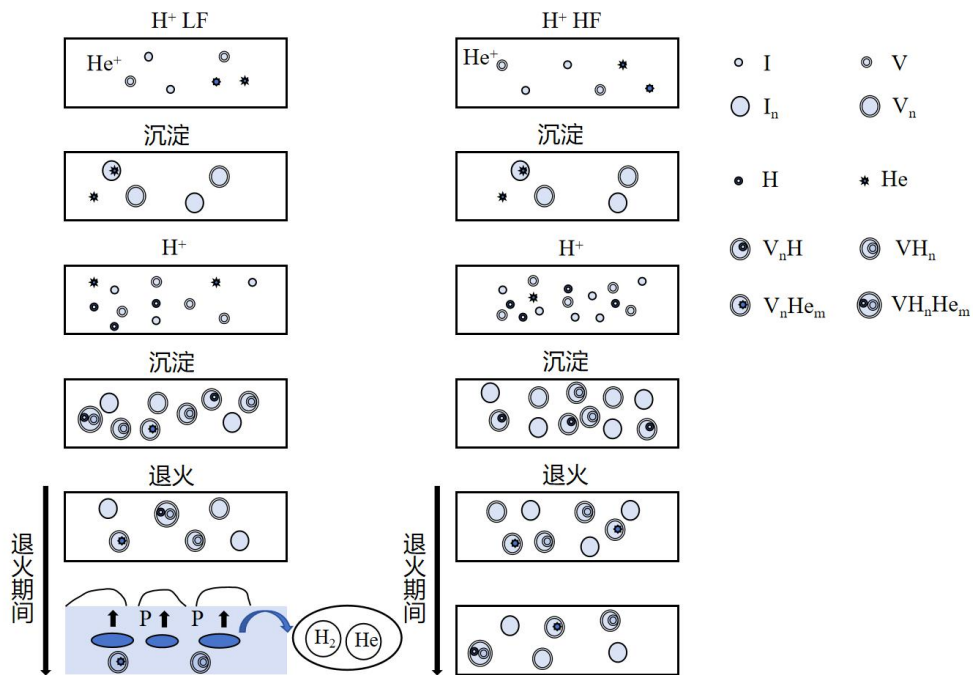 H⁺ LF
He⁺
沉淀
H⁺
沉淀
退火
退火期间
P
P
H₂
He
H⁺ HF
He⁺
沉淀
H⁺
沉淀
退火
退火期间
I
V
Iₙ
Vₙ
H
He
VₙH
VHₙ
VₙHeₘ
VHₙHeₘ